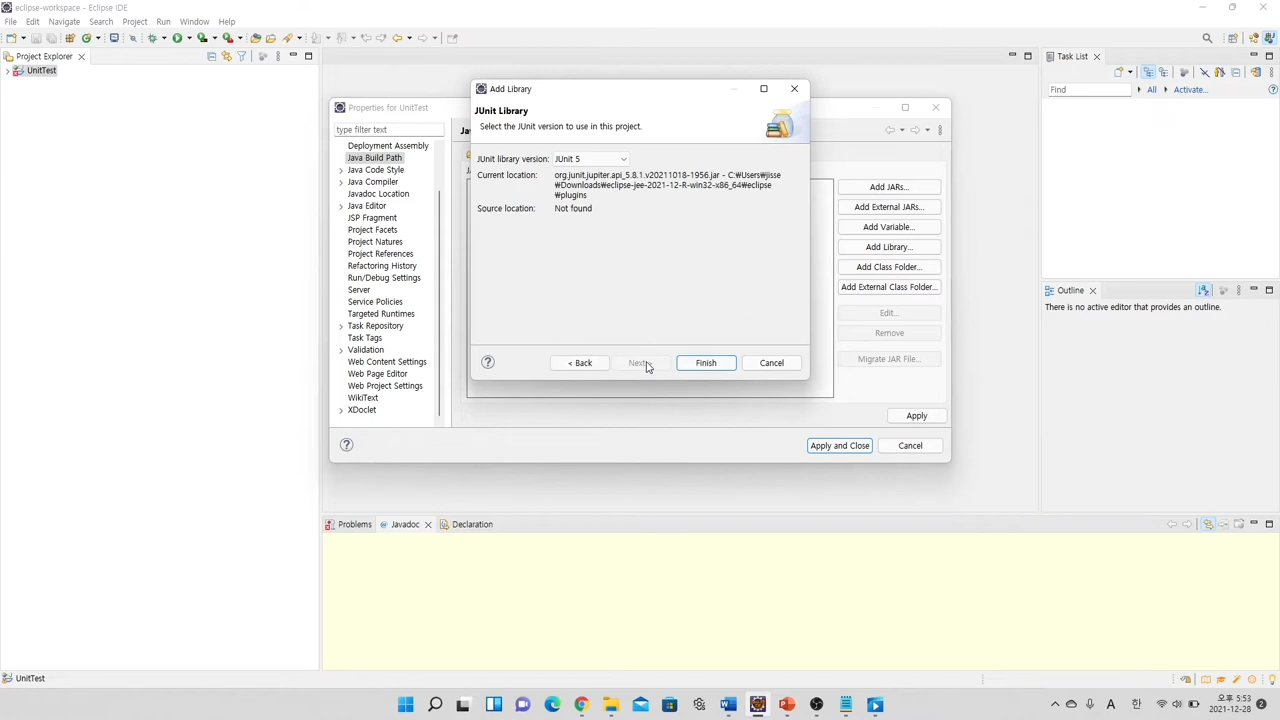 eclipse-workspace - Eclipse IDE
File Edit Navigate Search Project Run Window Help
Project Explorer
UnitTest
Properties for UnitTest
type filter text
Deployment Assembly
Java Build Path
Java Code Style
Java Compiler
Javadoc Location
Java Editor
JSP Fragment
Project Facets
Project Natures
Project References
Refactoring History
Run/Debug Settings
Server
Service Policies
Targeted Runtimes
Task Repository
Task Tags
Validation
Web Content Settings
Web Page Editor
Web Project Settings
WikiText
XDoclet
Add JARs...
Add External JARs...
Add Variable...
Add Library...
Add Class Folder...
Add External Class Folder...
Edit...
Remove
Migrate JAR File...
Apply
Apply and Close Cancel
Add Library
JUnit Library
Select the JUnit version to use in this project.
JUnit library version: JUnit 5
Current location: org.junit.jupiter.api_5.8.1.v20211018-1956.jar - C:₩Users₩jisse
₩Downloads₩eclipse-jee-2021-12-R-win32-x86_64₩eclipse
₩plugins
Source location: Not found
< Back Next > Finish Cancel
Task List
Find All Activate...
Outline
There is no active editor that provides an outline.
Problems Javadoc Declaration
UnitTest
A 한 오후 5:53
2021-12-28